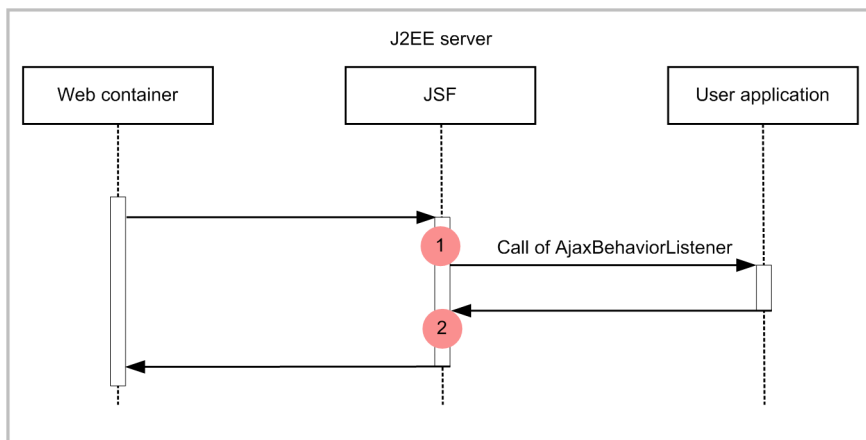 J2EE server
Web container
JSF
User application
1
Call of AjaxBehaviorListener
2